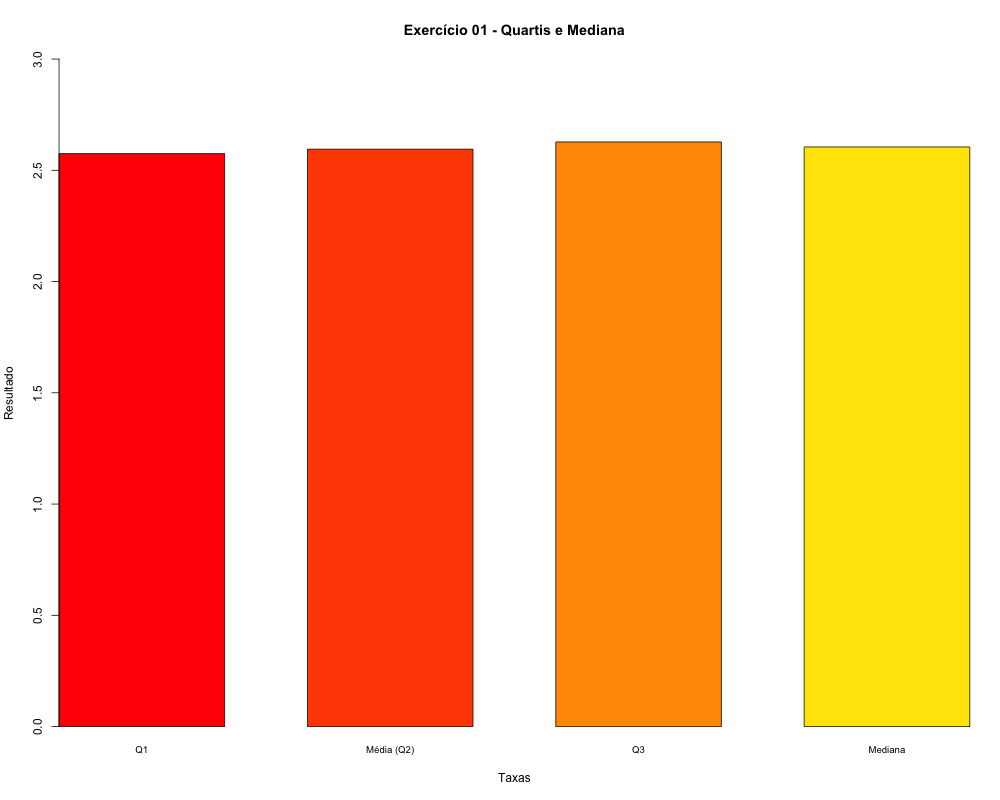 Exercício 01 - Quartis e Mediana
3.0
2.5
2.0
1.5
1.0
0.5
0.0
Resultado
Q1
Média (Q2)
Q3
Mediana
Taxas